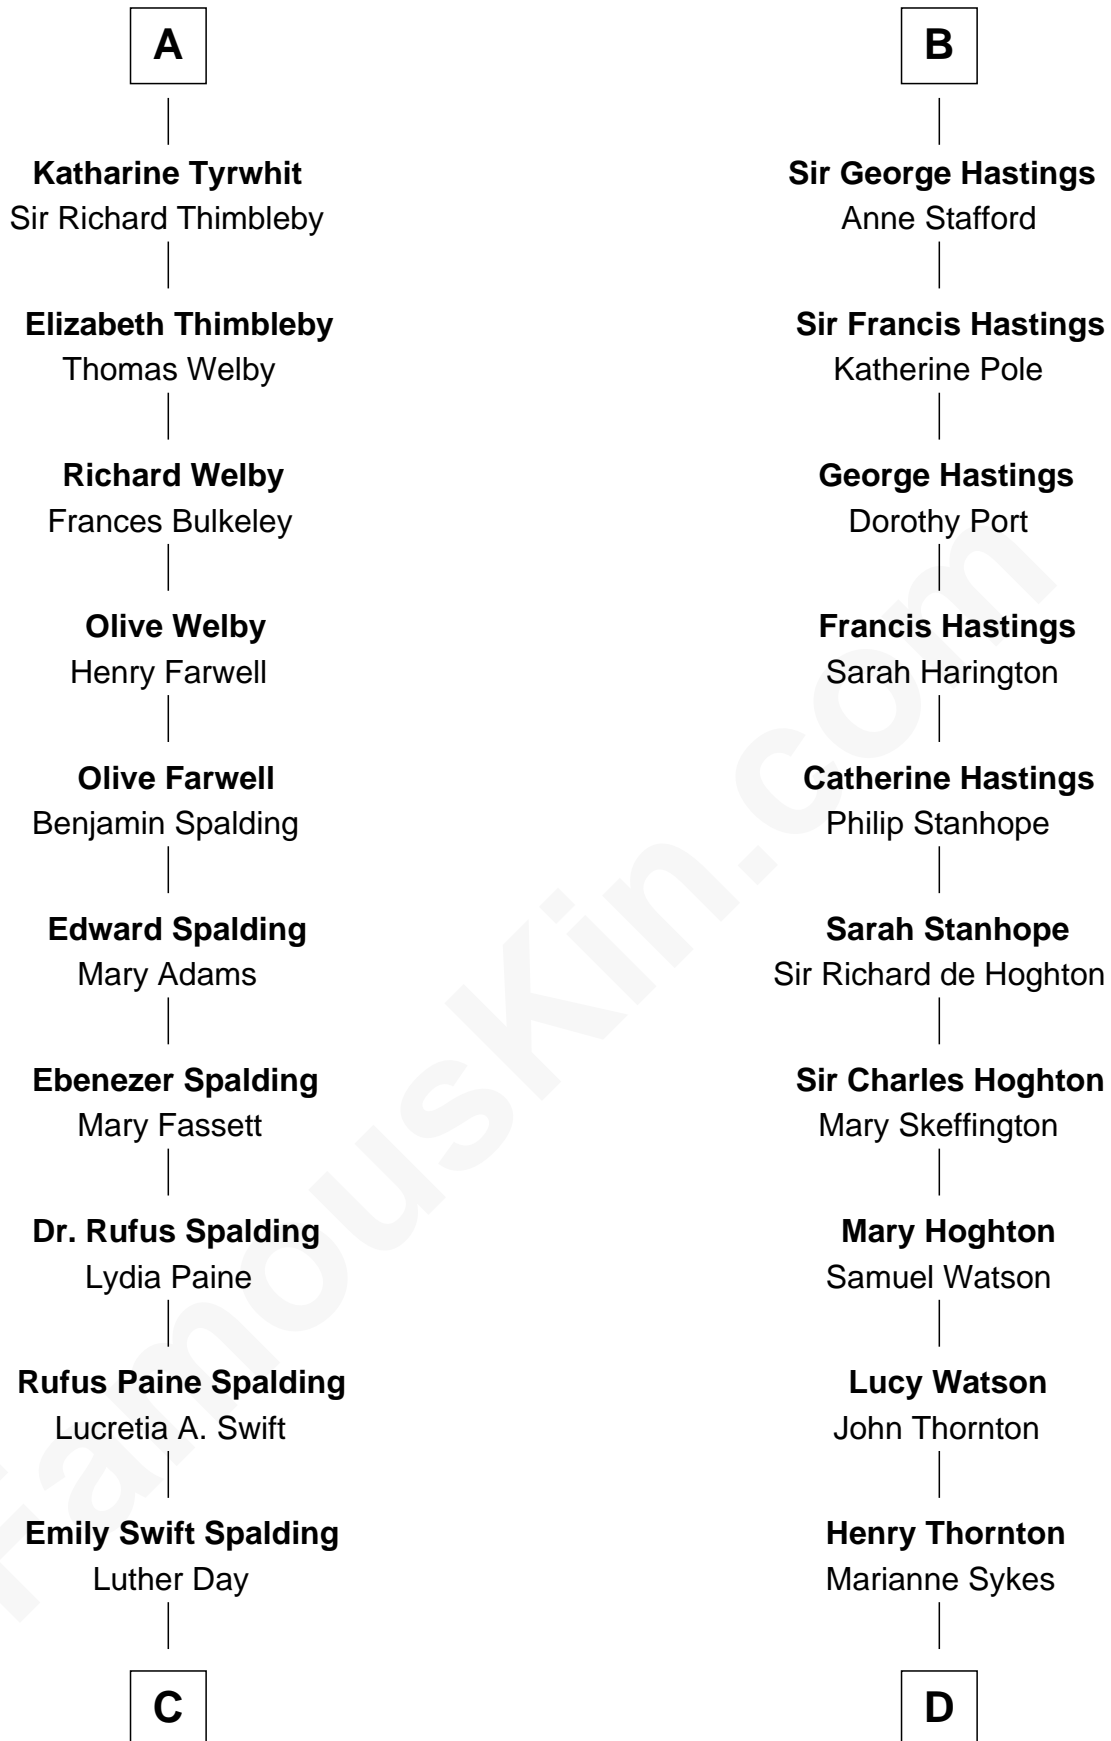 A
Katharine Tyrwhit
Sir Richard Thimbleby
Elizabeth Thimbleby
Thomas Welby
Richard Welby
Frances Bulkeley
Olive Welby
Henry Farwell
Olive Farwell
Benjamin Spalding
Edward Spalding
Mary Adams
Ebenezer Spalding
Mary Fassett
Dr. Rufus Spalding
Lydia Paine
Rufus Paine Spalding
Lucretia A. Swift
Emily Swift Spalding
Luther Day
C
B
Sir George Hastings
Anne Stafford
Sir Francis Hastings
Katherine Pole
George Hastings
Dorothy Port
Francis Hastings
Sarah Harington
Catherine Hastings
Philip Stanhope
Sarah Stanhope
Sir Richard de Hoghton
Sir Charles Hoghton
Mary Skeffington
Mary Hoghton
Samuel Watson
Lucy Watson
John Thornton
Henry Thornton
Marianne Sykes
D
FamousKin.com